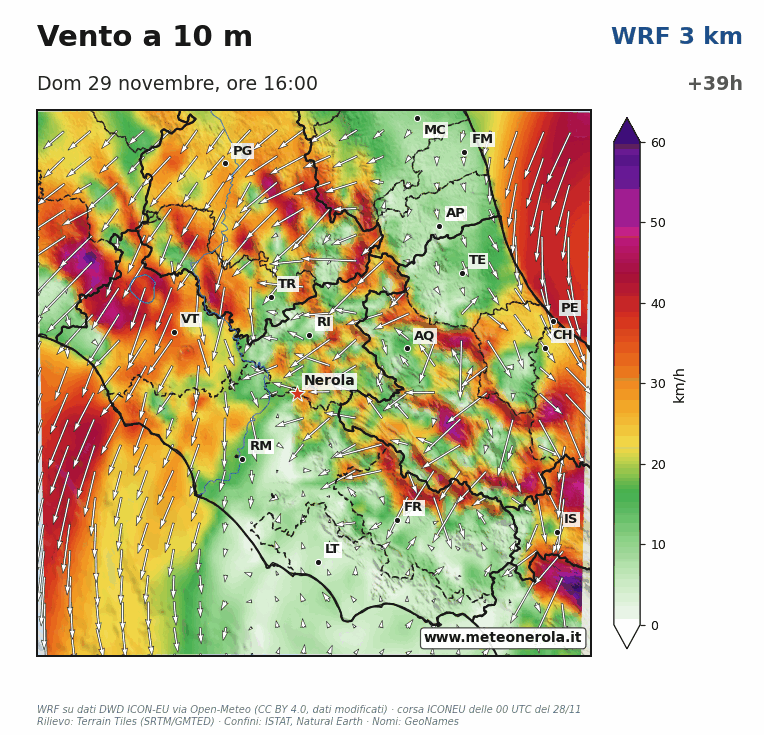 Vento a 10 m
WRF 3 km
Dom 29 novembre, ore 16:00
+39h
MC
FM
PG
AP
TE
TR
PE
VT
RI
AQ
CH
Nerola
RM
FR
IS
LT
www.meteonerola.it
60
50
40
30
20
10
0
km/h
WRF su dati DWD ICON-EU via Open-Meteo (CC BY 4.0, dati modificati) · corsa ICONEU delle 00 UTC del 28/11
Rilievo: Terrain Tiles (SRTM/GMTED) · Confini: ISTAT, Natural Earth · Nomi: GeoNames